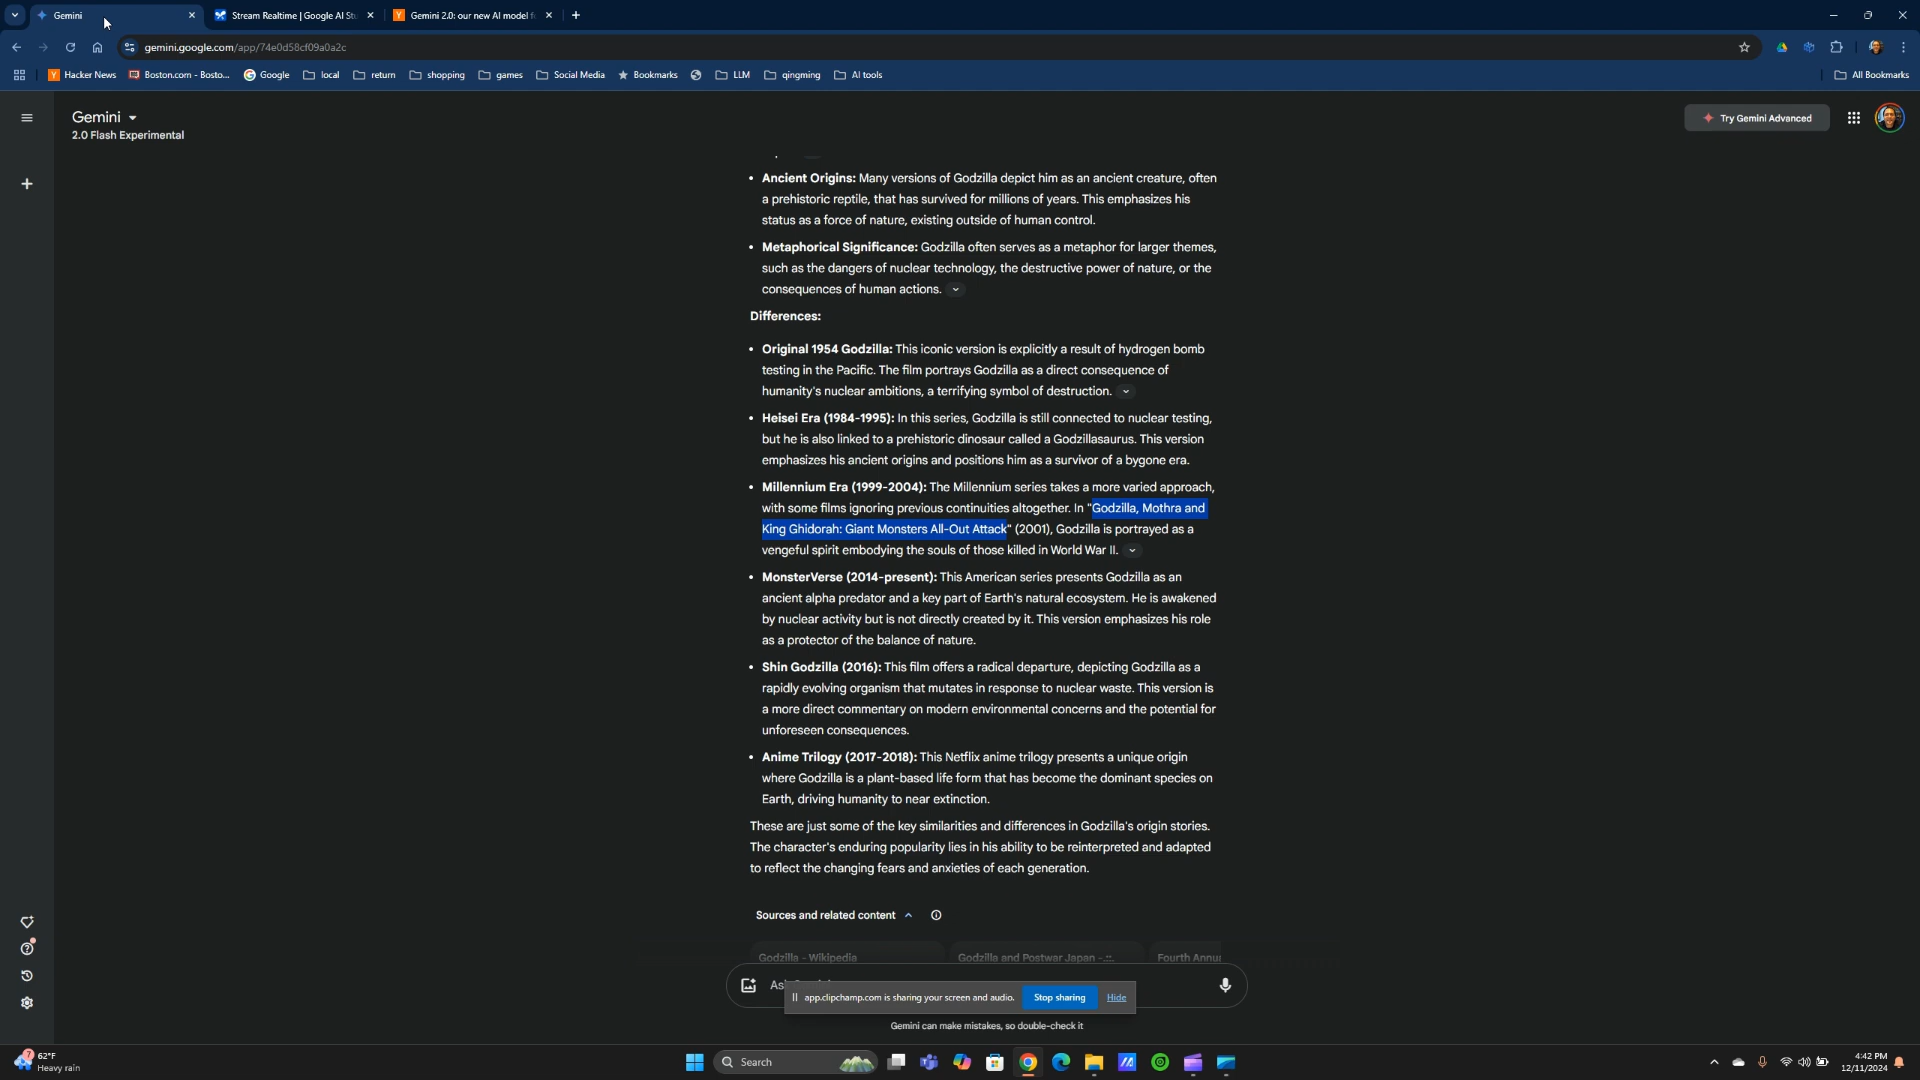 Gemini
Stream Realtime | Google AI Stu
Gemini 2.0: our new AI model f
gemini.google.com/app/74e0d58cf09a0a2c
Hacker News
Boston.com - Bosto...
Google
local
return
shopping
games
Social Media
Bookmarks
LLM
qingming
AI tools
All Bookmarks
Gemini
2.0 Flash Experimental
Try Gemini Advanced
• Ancient Origins: Many versions of Godzilla depict him as an ancient creature, often
a prehistoric reptile, that has survived for millions of years. This emphasizes his
status as a force of nature, existing outside of human control.
• Metaphorical Significance: Godzilla often serves as a metaphor for larger themes,
such as the dangers of nuclear technology, the destructive power of nature, or the
consequences of human actions.
Differences:
• Original 1954 Godzilla: This iconic version is explicitly a result of hydrogen bomb
testing in the Pacific. The film portrays Godzilla as a direct consequence of
humanity's nuclear ambitions, a terrifying symbol of destruction.
• Heisei Era (1984-1995): In this series, Godzilla is still connected to nuclear testing,
but he is also linked to a prehistoric dinosaur called a Godzillasaurus. This version
emphasizes his ancient origins and positions him as a survivor of a bygone era.
• Millennium Era (1999-2004): The Millennium series takes a more varied approach,
with some films ignoring previous continuities altogether. In "Godzilla, Mothra and
King Ghidorah: Giant Monsters All-Out Attack" (2001), Godzilla is portrayed as a
vengeful spirit embodying the souls of those killed in World War II.
• MonsterVerse (2014-present): This American series presents Godzilla as an
ancient alpha predator and a key part of Earth's natural ecosystem. He is awakened
by nuclear activity but is not directly created by it. This version emphasizes his role
as a protector of the balance of nature.
• Shin Godzilla (2016): This film offers a radical departure, depicting Godzilla as a
rapidly evolving organism that mutates in response to nuclear waste. This version is
a more direct commentary on modern environmental concerns and the potential for
unforeseen consequences.
• Anime Trilogy (2017-2018): This Netflix anime trilogy presents a unique origin
where Godzilla is a plant-based life form that has become the dominant species on
Earth, driving humanity to near extinction.
These are just some of the key similarities and differences in Godzilla's origin stories.
The character's enduring popularity lies in his ability to be reinterpreted and adapted
to reflect the changing fears and anxieties of each generation.
Sources and related content
Godzilla - Wikipedia
Godzilla and Postwar Japan -.::.
Fourth Annu
app.clipchamp.com is sharing your screen and audio.
Stop sharing
Hide
Gemini can make mistakes, so double-check it
7
62°F
Heavy rain
Search
4:42 PM
12/11/2024